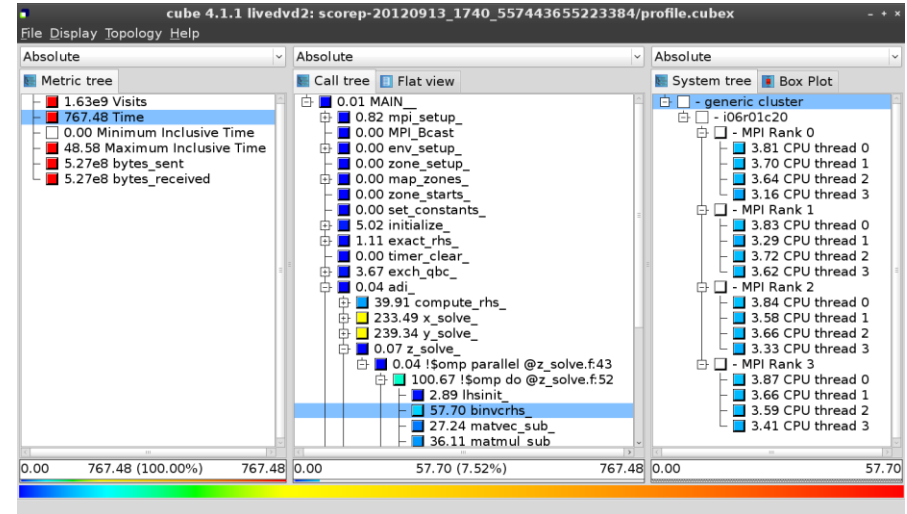 cube 4.1.1 livedvd2: scorep-20120913_1740_557443655223384/profile.cubex
File Display Topology Help
Absolute
Metric tree
1.63e9 Visits
767.48 Time
0.00 Minimum Inclusive Time
48.58 Maximum Inclusive Time
5.27e8 bytes_sent
5.27e8 bytes_received
0.00 767.48 (100.00%) 767.48
Absolute
Call tree Flat view
0.01 MAIN__
0.82 mpi_setup_
0.00 MPI_Bcast
0.00 env_setup_
0.00 zone_setup_
0.00 map_zones_
0.00 zone_starts_
0.00 set_constants_
5.02 initialize_
1.11 exact_rhs_
0.00 timer_clear_
3.67 exch_qbc_
0.04 adi_
39.91 compute_rhs_
233.49 x_solve_
239.34 y_solve_
0.07 z_solve_
0.04 !$omp parallel @z_solve.f:43
100.67 !$omp do @z_solve.f:52
2.89 lhsinit_
57.70 binvcrhs_
27.24 matvec_sub_
36.11 matmul_sub
0.00 57.70 (7.52%) 767.48
Absolute
System tree Box Plot
- generic cluster
- i06r01c20
- MPI Rank 0
3.81 CPU thread 0
3.70 CPU thread 1
3.64 CPU thread 2
3.16 CPU thread 3
- MPI Rank 1
3.83 CPU thread 0
3.29 CPU thread 1
3.72 CPU thread 2
3.62 CPU thread 3
- MPI Rank 2
3.84 CPU thread 0
3.58 CPU thread 1
3.66 CPU thread 2
3.33 CPU thread 3
- MPI Rank 3
3.87 CPU thread 0
3.66 CPU thread 1
3.59 CPU thread 2
3.41 CPU thread 3
0.00 57.70